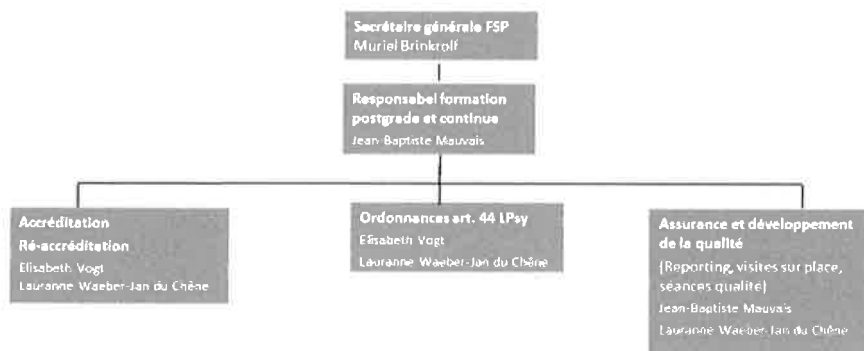 Secrétaire générale FSP
Muriel Brinkrolf
Responsabel formation
postgrade et continue
Jean-Baptiste Mauvais
Accréditation
Ré-accréditation
Elisabeth Vogt
Lauranne Waeber-Jan du Chêne
Ordonnances art. 44 LPsy
Elisabeth Vogt
Lauranne Waeber-Jan du Chêne
Assurance et développement
de la qualité
(Reporting, visites sur place,
séances qualité)
Jean-Baptiste Mauvais
Lauranne Waeber-Jan du Chêne